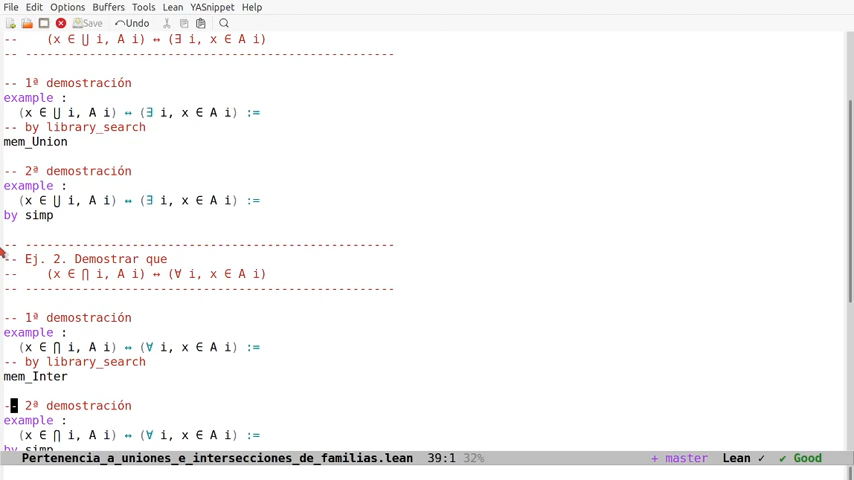 File Edit Options Buffers Tools Lean YASnippet Help
Save Undo
--    (x ∈ ⋃ i, A i) ↔ (∃ i, x ∈ A i)
-- ---------------------------------------------------
-- 1ª demostración
example :
  (x ∈ ⋃ i, A i) ↔ (∃ i, x ∈ A i) :=
-- by library_search
mem_Union
-- 2ª demostración
example :
  (x ∈ ⋃ i, A i) ↔ (∃ i, x ∈ A i) :=
by simp
-- ---------------------------------------------------
-- Ej. 2. Demostrar que
--    (x ∈ ⋂ i, A i) ↔ (∀ i, x ∈ A i)
-- ---------------------------------------------------
-- 1ª demostración
example :
  (x ∈ ⋂ i, A i) ↔ (∀ i, x ∈ A i) :=
-- by library_search
mem_Inter
-- 2ª demostración
example :
  (x ∈ ⋂ i, A i) ↔ (∀ i, x ∈ A i) :=
by simp
Pertenencia_a_uniones_e_intersecciones_de_familias.lean 39:1 32% + master Lean ✓ ✔ Good